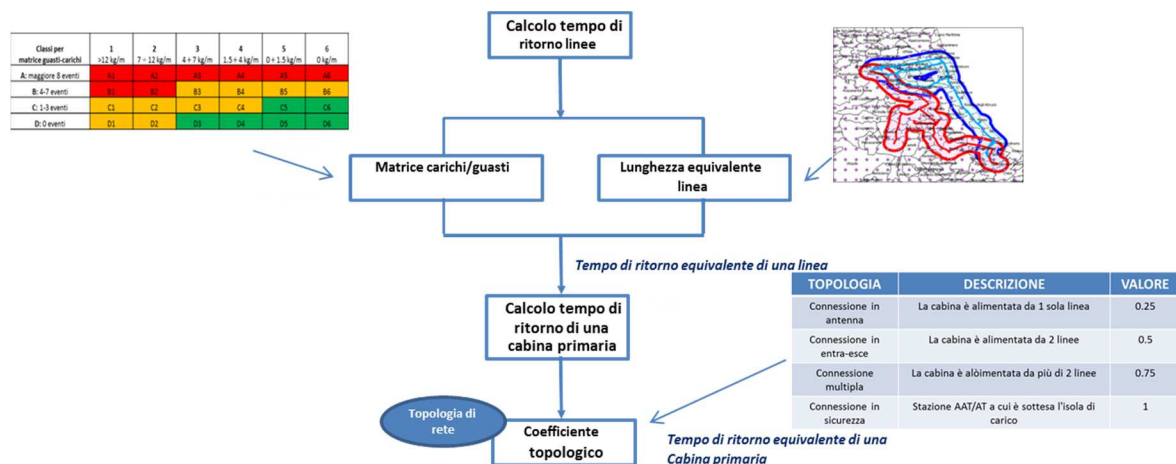 Calcolo tempo di
ritorno linee
Classi per
matrice guasti-carichi
1
>12 kg/m
2
7 ÷ 12 kg/m
3
4 ÷ 7 kg/m
4
1.5 ÷ 4 kg/m
5
0 ÷ 1.5 kg/m
6
0 kg/m
A: maggiore 8 eventi A1 A2 A3 A4 A5 A6
B: 4-7 eventi B1 B2 B3 B4 B5 B6
C: 1-3 eventi C1 C2 C3 C4 C5 C6
D: 0 eventi D1 D2 D3 D4 D5 D6
Matrice carichi/guasti
Lunghezza equivalente
linea
Tempo di ritorno equivalente di una linea
Calcolo tempo di
ritorno di una
cabina primaria
TOPOLOGIA DESCRIZIONE VALORE
Connessione in
antenna
La cabina è alimentata da 1 sola linea
0.25
Connessione in
entra-esce
La cabina è alimentata da 2 linee
0.5
Connessione
multipla
La cabina è alòimentata da più di 2 linee
0.75
Connessione in
sicurezza
Stazione AAT/AT a cui è sottesa l'isola di
carico
1
Topologia di
rete
Coefficiente
topologico
Tempo di ritorno equivalente di una
Cabina primaria